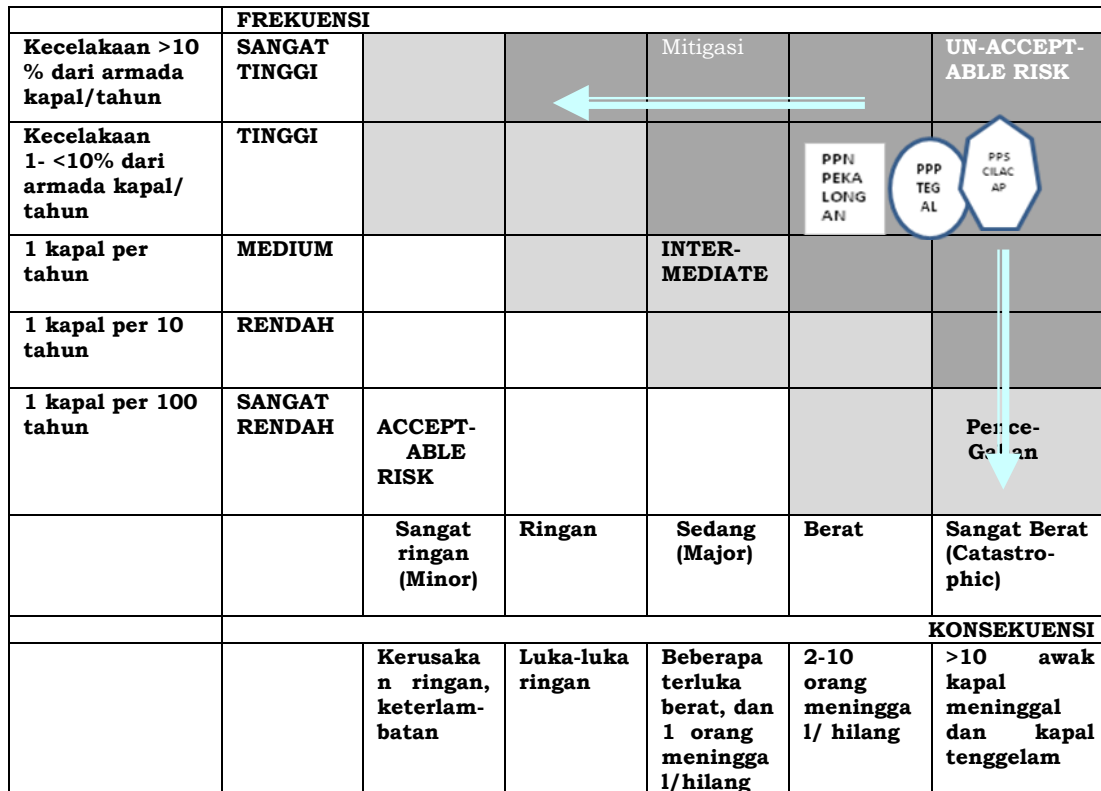 FREKUENSI
Kecelakaan >10
% dari armada
kapal/tahun
SANGAT
TINGGI
Mitigasi
UN-ACCEPT-
ABLE RISK
Kecelakaan
1- <10% dari
armada kapal/
tahun
TINGGI
PPN
PEKA
LONG
AN
PPP
TEG
AL
PPS
CILAC
AP
1 kapal per
tahun
MEDIUM
INTER-
MEDIATE
1 kapal per 10
tahun
RENDAH
1 kapal per 100
tahun
SANGAT
RENDAH
ACCEPT-
ABLE
RISK
Pence-
Gahan
Sangat
ringan
(Minor)
Ringan
Sedang
(Major)
Berat
Sangat Berat
(Catastro-
phic)
KONSEKUENSI
Kerusaka
n ringan,
keterlam-
batan
Luka-luka
ringan
Beberapa
terluka
berat, dan
1 orang
meningga
l/hilang
2-10
orang
meningga
l/ hilang
>10 awak
kapal
meninggal
dan kapal
tenggelam